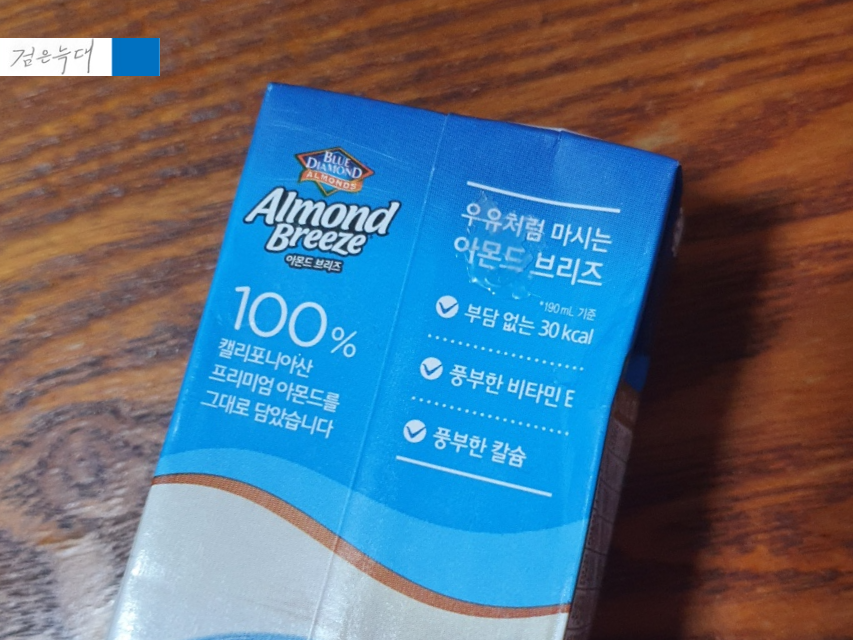 검은늑대
BLUE
DIAMOND
ALMONDS
Almond
Breeze
아몬드 브리즈
100%
캘리포니아산
프리미엄 아몬드를
그대로 담았습니다
우유처럼 마시는
아몬드 브리즈
*190mL 기준
부담 없는 30 kcal
풍부한 비타민 E
풍부한 칼슘